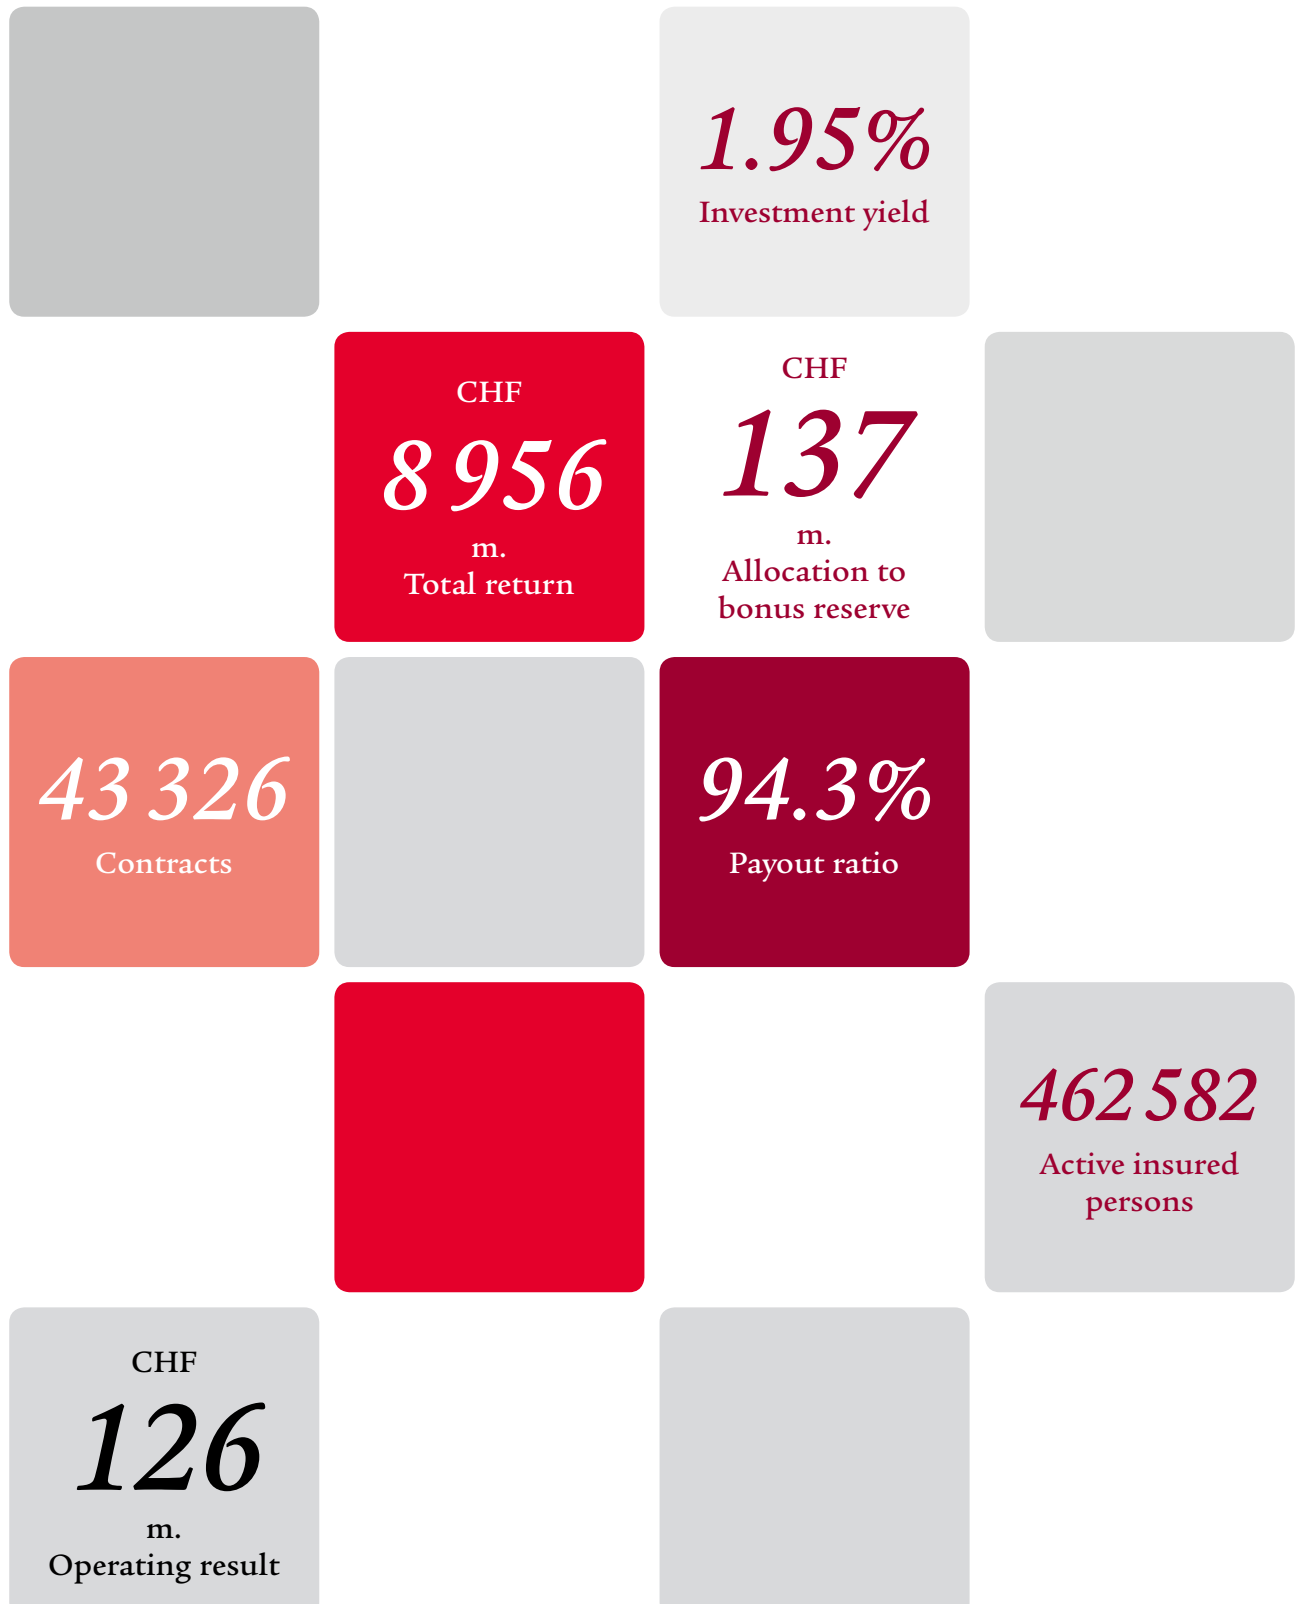 1.95%
Investment yield
CHF
8 956
m.
Total return
CHF
137
m.
Allocation to
bonus reserve
43 326
Contracts
94.3%
Payout ratio
462 582
Active insured
persons
CHF
126
m.
Operating result